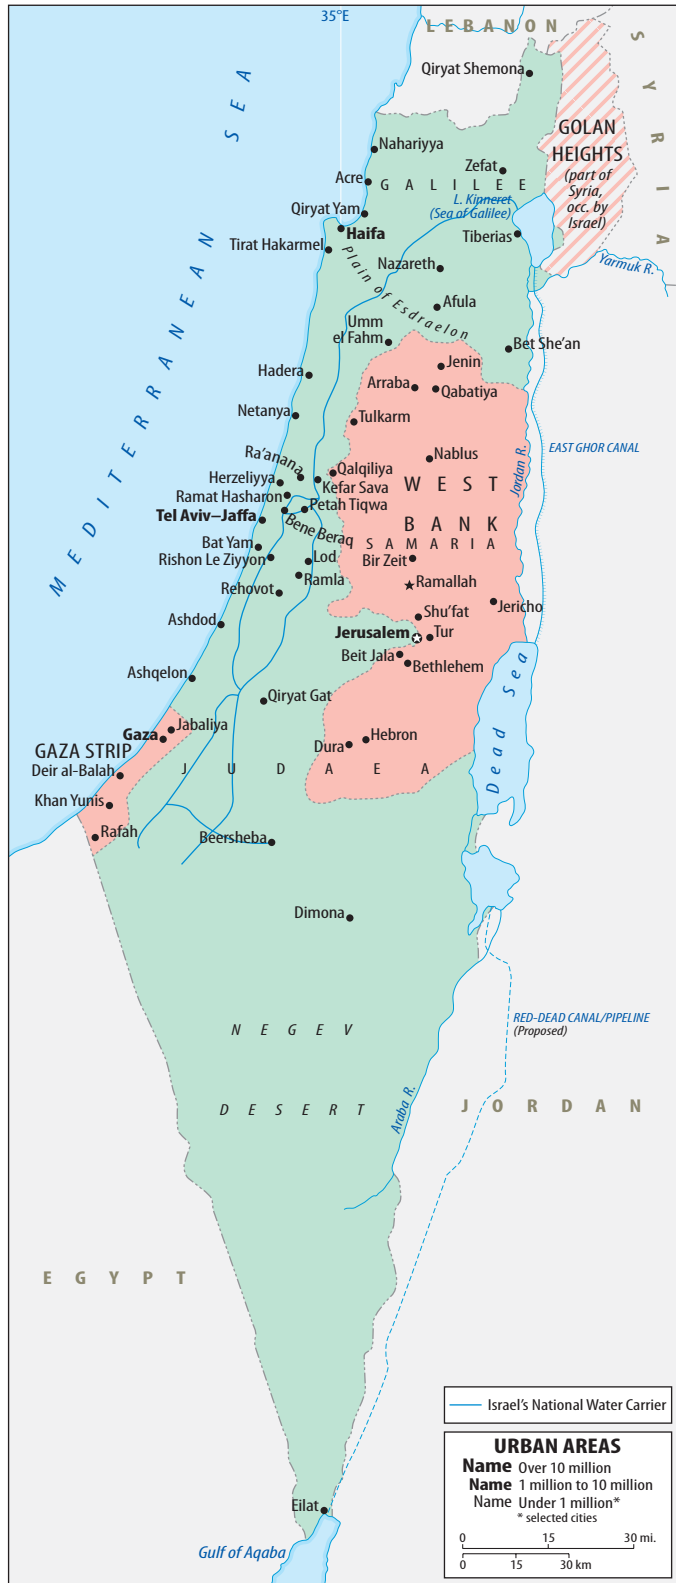 35°E
LEBANON
SYRIA
Qiryat Shemona
GOLAN
HEIGHTS
(part of
Syria,
occ. by
Israel)
Nahariyya
Zefat
Acre
GALILEE
L. Kinneret
(Sea of Galilee)
Qiryat Yam
Haifa
Tirat Hakarmel
Tiberias
Yarmuk R.
Nazareth
Plain of Esdraelon
Afula
Umm
el Fahm
Bet She’an
MEDITERRANEAN SEA
Hadera
Jenin
Arraba
Qabatiya
Netanya
Tulkarm
Jordan R.
EAST GHOR CANAL
Nablus
Ra’anana
Qalqiliya
Herzeliyya
Kefar Sava
WEST
BANK
Ramat Hasharon
Petah Tiqwa
Tel Aviv–Jaffa
Bene Beraq
SAMARIA
Bat Yam
Rishon Le Ziyyon
Lod
Bir Zeit
Ramla
Ramallah
Rehovot
Jericho
Shu’fat
Ashdod
Jerusalem
Tur
Beit Jala
Bethlehem
Dead Sea
Ashqelon
Qiryat Gat
Jabaliya
Gaza
Hebron
Dura
GAZA STRIP
JUDAEA
Deir al-Balah
Khan Yunis
Rafah
Beersheba
Dimona
RED-DEAD CANAL/PIPELINE
(Proposed)
NEGEV
DESERT
Araba R.
JORDAN
EGYPT
Eilat
Gulf of Aqaba
Israel’s National Water Carrier
URBAN AREAS
Name Over 10 million
Name 1 million to 10 million
Name Under 1 million*
* selected cities
0 15 30 mi.
0 15 30 km